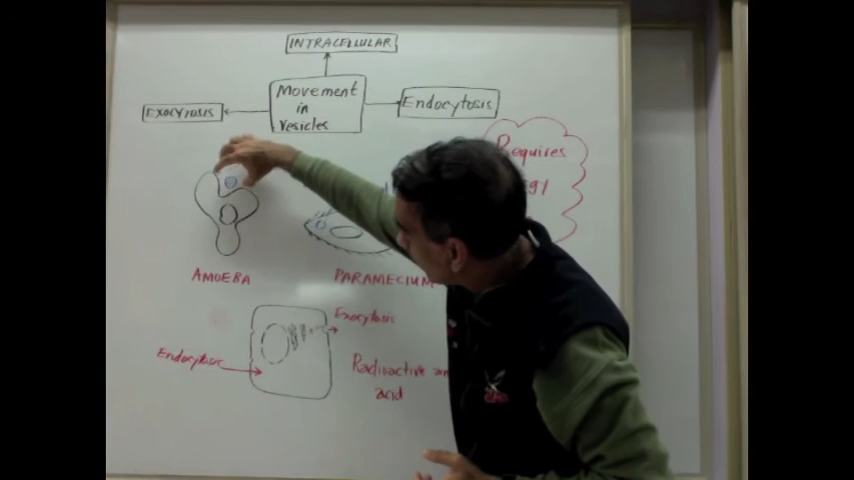 INTRACELLULAR
Movement
in
vesicles
EXOCYTOSIS
Endocytosis
Requires
AMOEBA
PARAMECIUM
Exocytosis
Endocytosis
Radioactive
acid